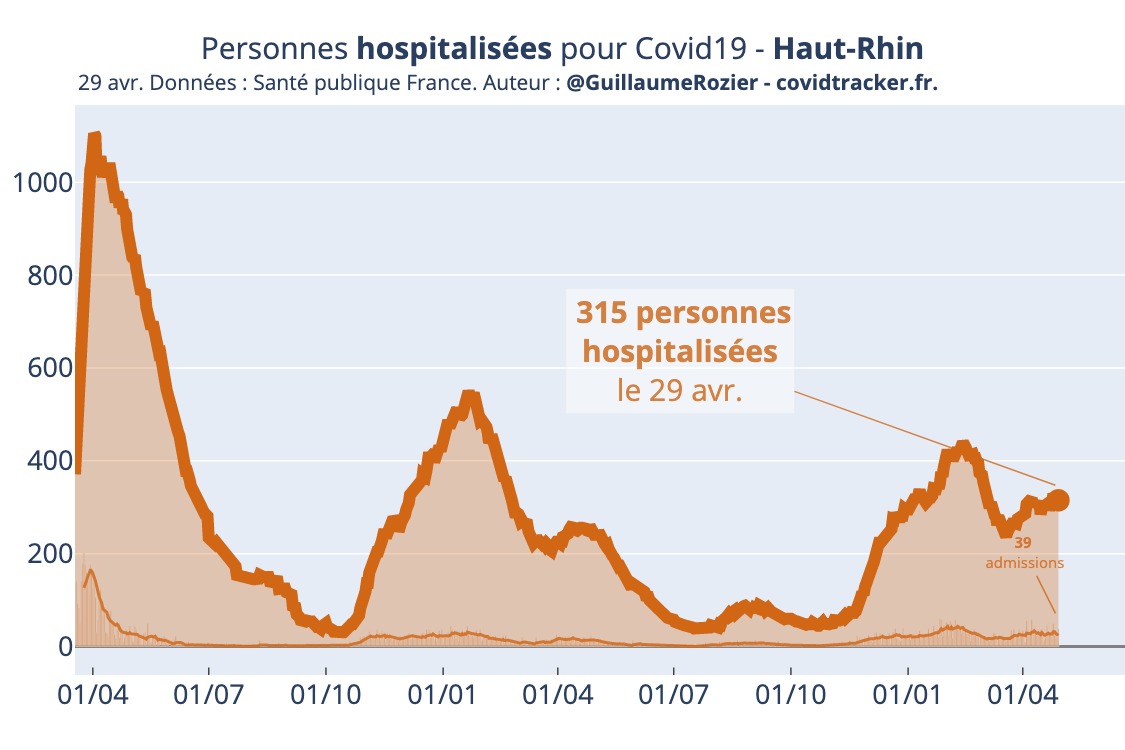 Personnes hospitalisées pour Covid19 - Haut-Rhin
29 avr. Données : Santé publique France. Auteur : @GuillaumeRozier - covidtracker.fr.
1000
800
600
400
200
0
315 personnes
hospitalisées
le 29 avr.
39
admissions
01/04
01/07
01/10
01/01
01/04
01/07
01/10
01/01
01/04